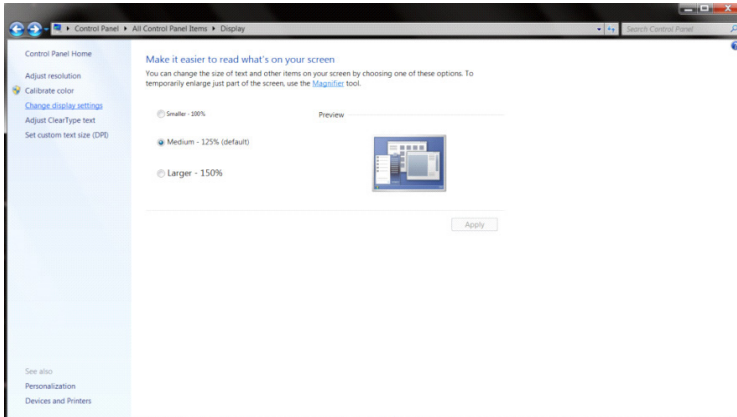 Control Panel ▸ All Control Panel Items ▸ Display
Search Control Panel
Control Panel Home
Adjust resolution
Calibrate color
Change display settings
Adjust ClearType text
Set custom text size (DPI)
Make it easier to read what's on your screen
You can change the size of text and other items on your screen by choosing one of these options. To
temporarily enlarge just part of the screen, use the Magnifier tool.
Smaller - 100%
Preview
Medium - 125% (default)
Larger - 150%
Apply
See also
Personalization
Devices and Printers